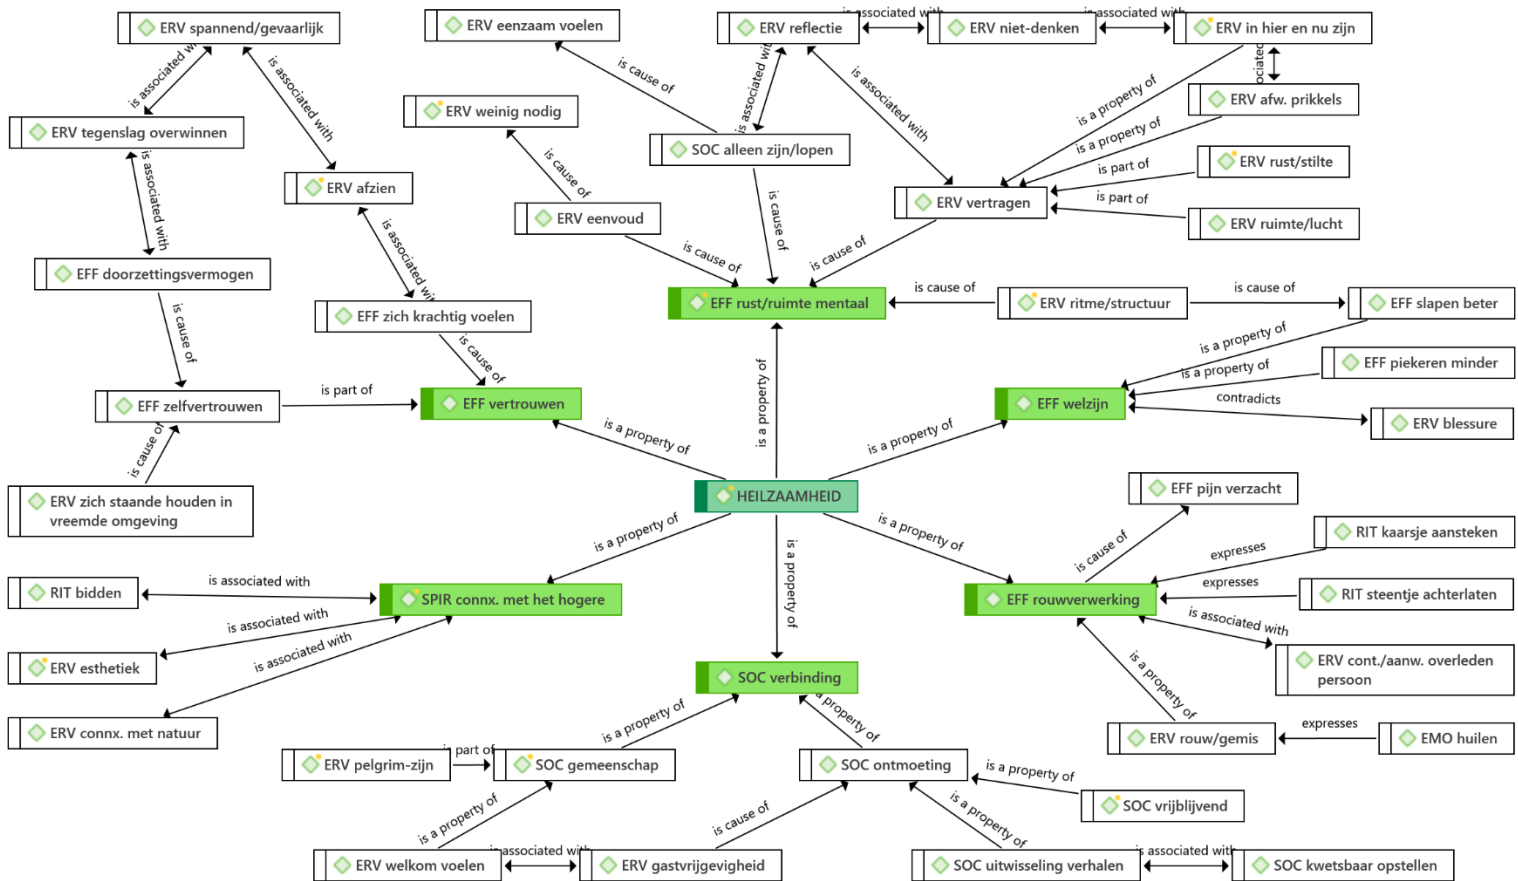 ERV spannend/gevaarlijk
ERV eenzaam voelen
ERV reflectie
is associated with
ERV niet-denken
is associated with
ERV in hier en nu zijn
is associated with
is cause of
is associated with
ERV weinig nodig
is associated with
is associated with
is a property of
ERV afw. prikkels
ERV tegenslag overwinnen
is associated with
SOC alleen zijn/lopen
is a property of
ERV rust/stilte
is part of
is associated with
ERV afzien
is cause of
is cause of
ERV vertragen
is part of
ERV eenvoud
ERV ruimte/lucht
is associated with
is cause of
is cause of
EFF doorzettingsvermogen
EFF rust/ruimte mentaal
is cause of
ERV ritme/structuur
is cause of
EFF slapen beter
EFF zich krachtig voelen
is cause of
is cause of
is a property of
is a property of
EFF piekeren minder
is part of
EFF vertrouwen
is a property of
EFF welzijn
contradicts
EFF zelfvertrouwen
ERV blessure
is a property of
is a property of
is cause of
ERV zich staande houden in
vreemde omgeving
HEILZAAMHEID
EFF pijn verzacht
is a property of
is a property of
is a property of
is cause of
RIT kaarsje aansteken
expresses
RIT bidden
is associated with
SPIR connx. met het hogere
EFF rouwverwerking
expresses
RIT steentje achterlaten
is associated with
is associated with
is associated with
ERV esthetiek
SOC verbinding
ERV cont./aanw. overleden
persoon
is a property of
ERV connx. met natuur
is a property of
a property of
ERV rouw/gemis
expresses
EMO huilen
ERV pelgrim-zijn
is part of
SOC gemeenschap
SOC ontmoeting
is a property of
SOC vrijblijvend
is a property of
is cause of
is a property of
ERV welkom voelen
is associated with
ERV gastvrijgevigheid
SOC uitwisseling verhalen
is associated with
SOC kwetsbaar opstellen